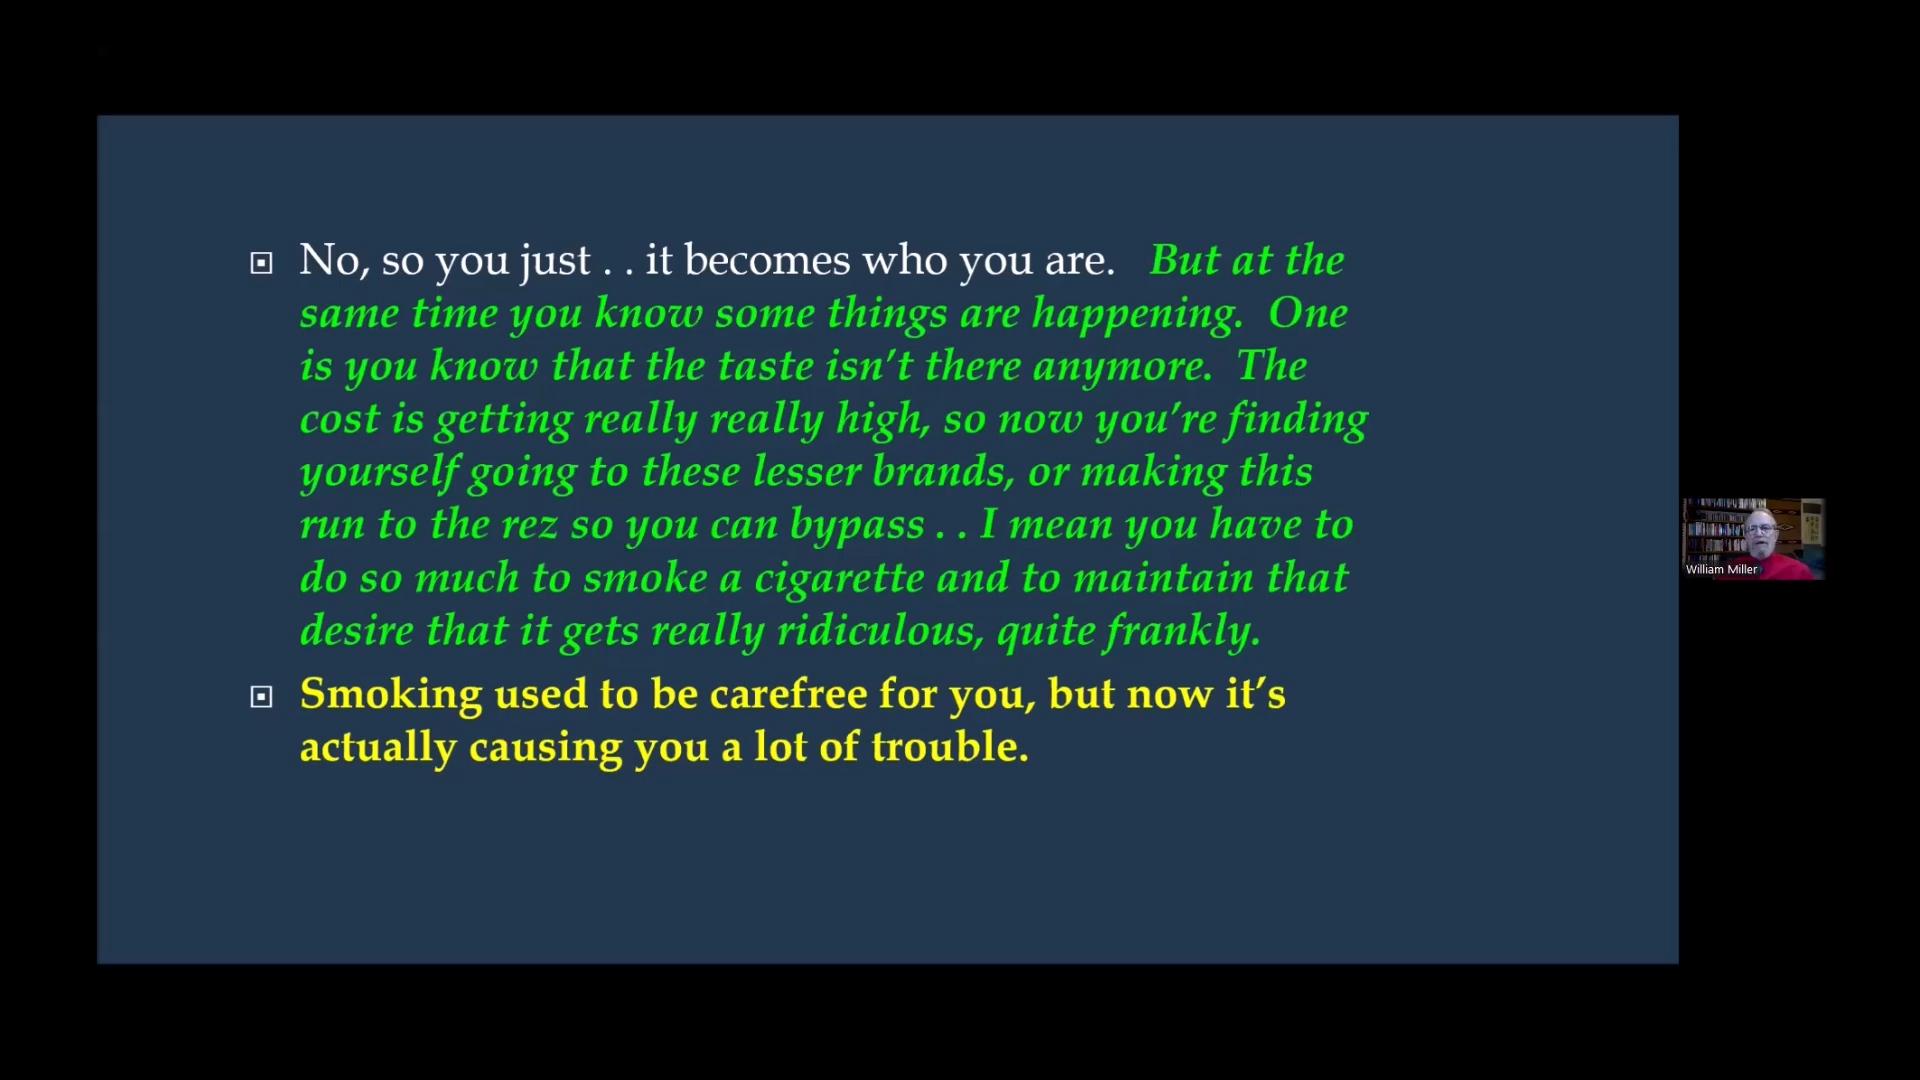 No, so you just . . it becomes who you are.   But at the
same time you know some things are happening.  One
is you know that the taste isn’t there anymore.  The
cost is getting really really high, so now you’re finding
yourself going to these lesser brands, or making this
run to the rez so you can bypass . . I mean you have to
do so much to smoke a cigarette and to maintain that
desire that it gets really ridiculous, quite frankly.
Smoking used to be carefree for you, but now it’s
actually causing you a lot of trouble.
William Miller